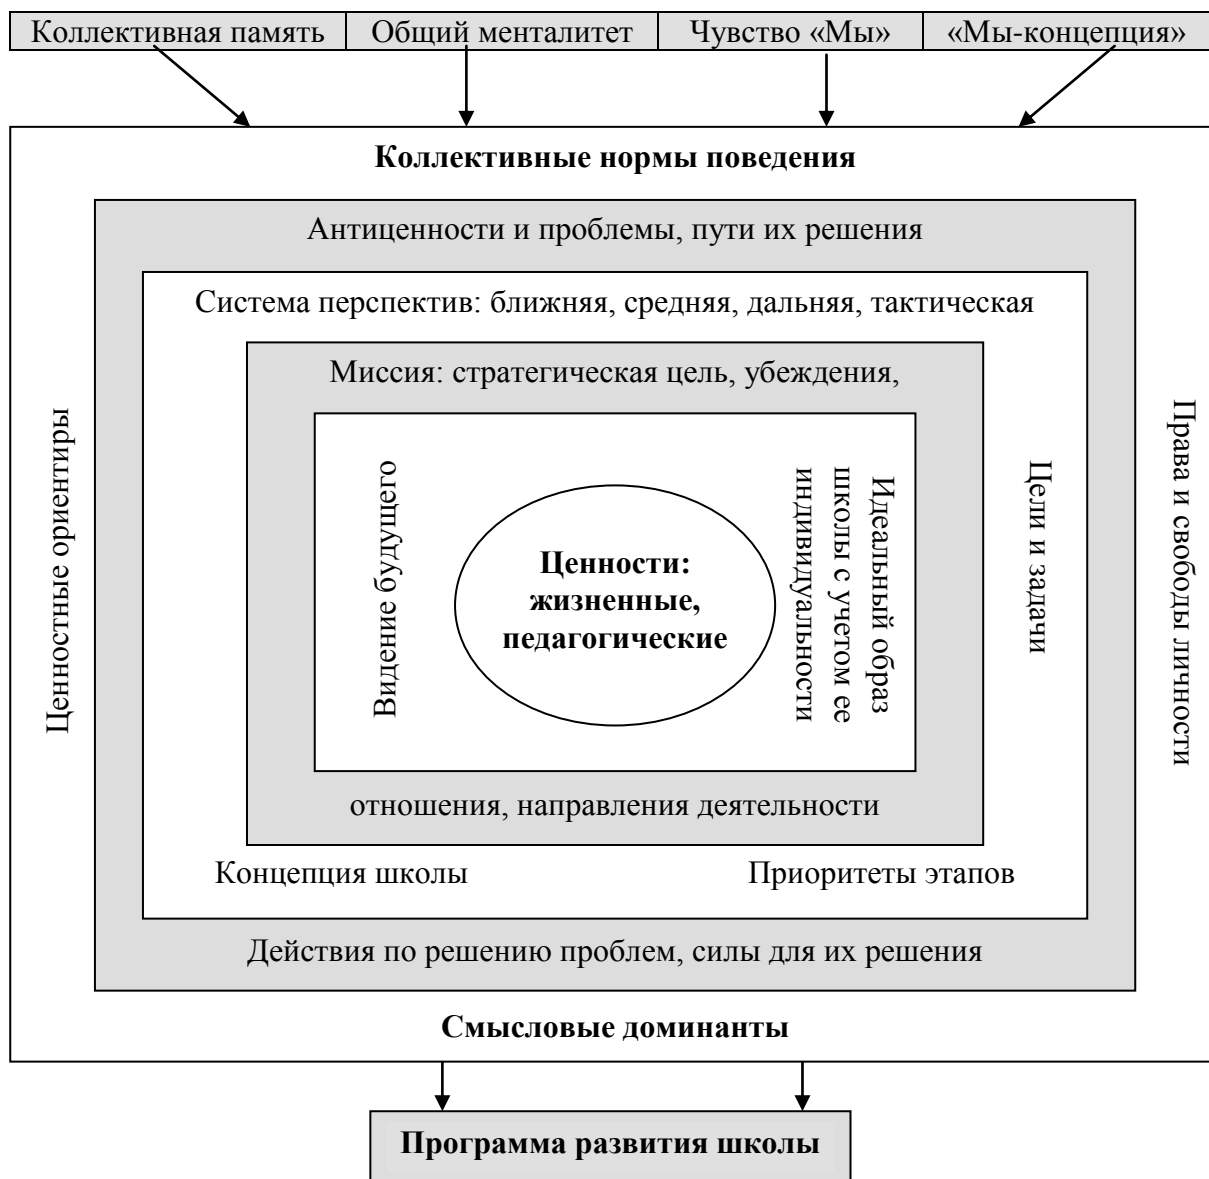 Коллективная память
Общий менталитет
Чувство «Мы»
«Мы-концепция»
Коллективные нормы поведения
Антиценности и проблемы, пути их решения
Система перспектив: ближняя, средняя, дальняя, тактическая
Миссия: стратегическая цель, убеждения,
Ценностные ориентиры
Видение будущего
Ценности:
жизненные,
педагогические
Идеальный образ
школы с учетом ее
индивидуальности
Цели и задачи
Права и свободы личности
отношения, направления деятельности
Концепция школы
Приоритеты этапов
Действия по решению проблем, силы для их решения
Смысловые доминанты
Программа развития школы